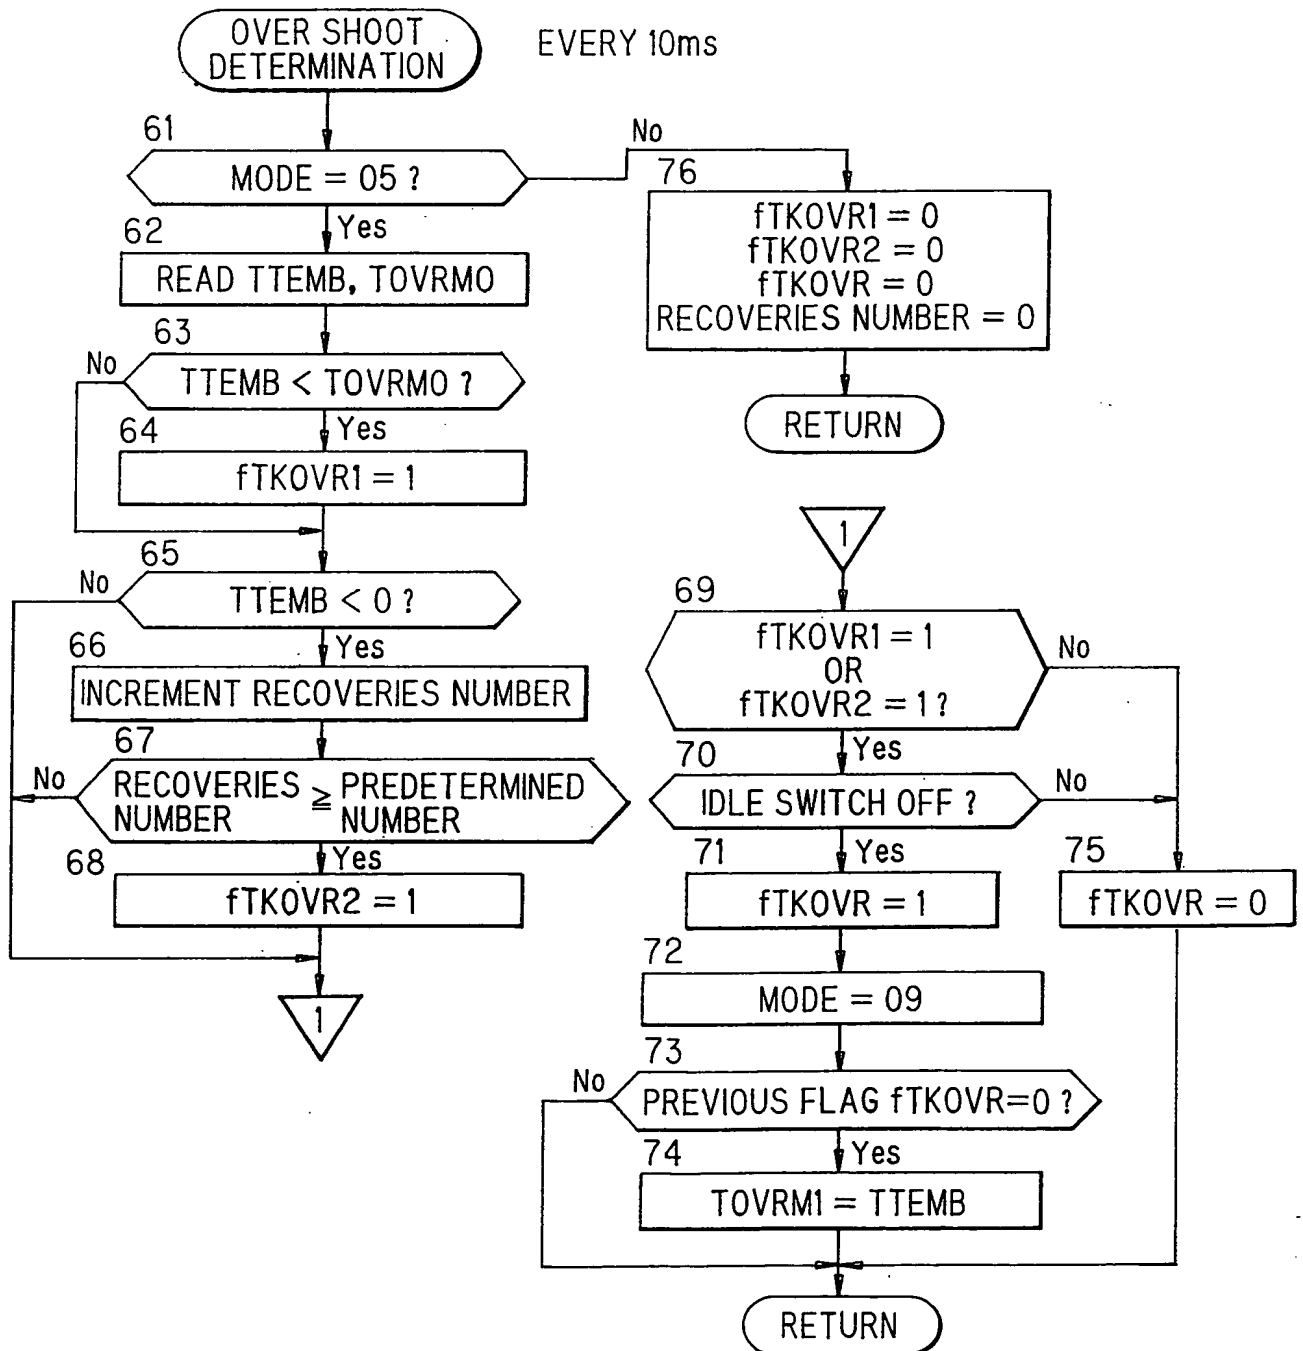 OVER SHOOT
DETERMINATION
EVERY 10ms
61
MODE = 05 ?
No
Yes
62
READ TTEMB, TOVRM0
63
No
TTEMB < TOVRM0 ?
Yes
64
fTKOVR1 = 1
65
No
TTEMB < 0 ?
Yes
66
INCREMENT RECOVERIES NUMBER
67
No
RECOVERIES ≧ PREDETERMINED
NUMBER NUMBER
Yes
68
fTKOVR2 = 1
1
76
fTKOVR1 = 0
fTKOVR2 = 0
fTKOVR = 0
RECOVERIES NUMBER = 0
RETURN
1
69
fTKOVR1 = 1
OR
fTKOVR2 = 1?
No
Yes
70
IDLE SWITCH OFF ?
No
Yes
71
fTKOVR = 1
75
fTKOVR = 0
72
MODE = 09
73
No
PREVIOUS FLAG fTKOVR=0 ?
Yes
74
TOVRM1 = TTEMB
RETURN